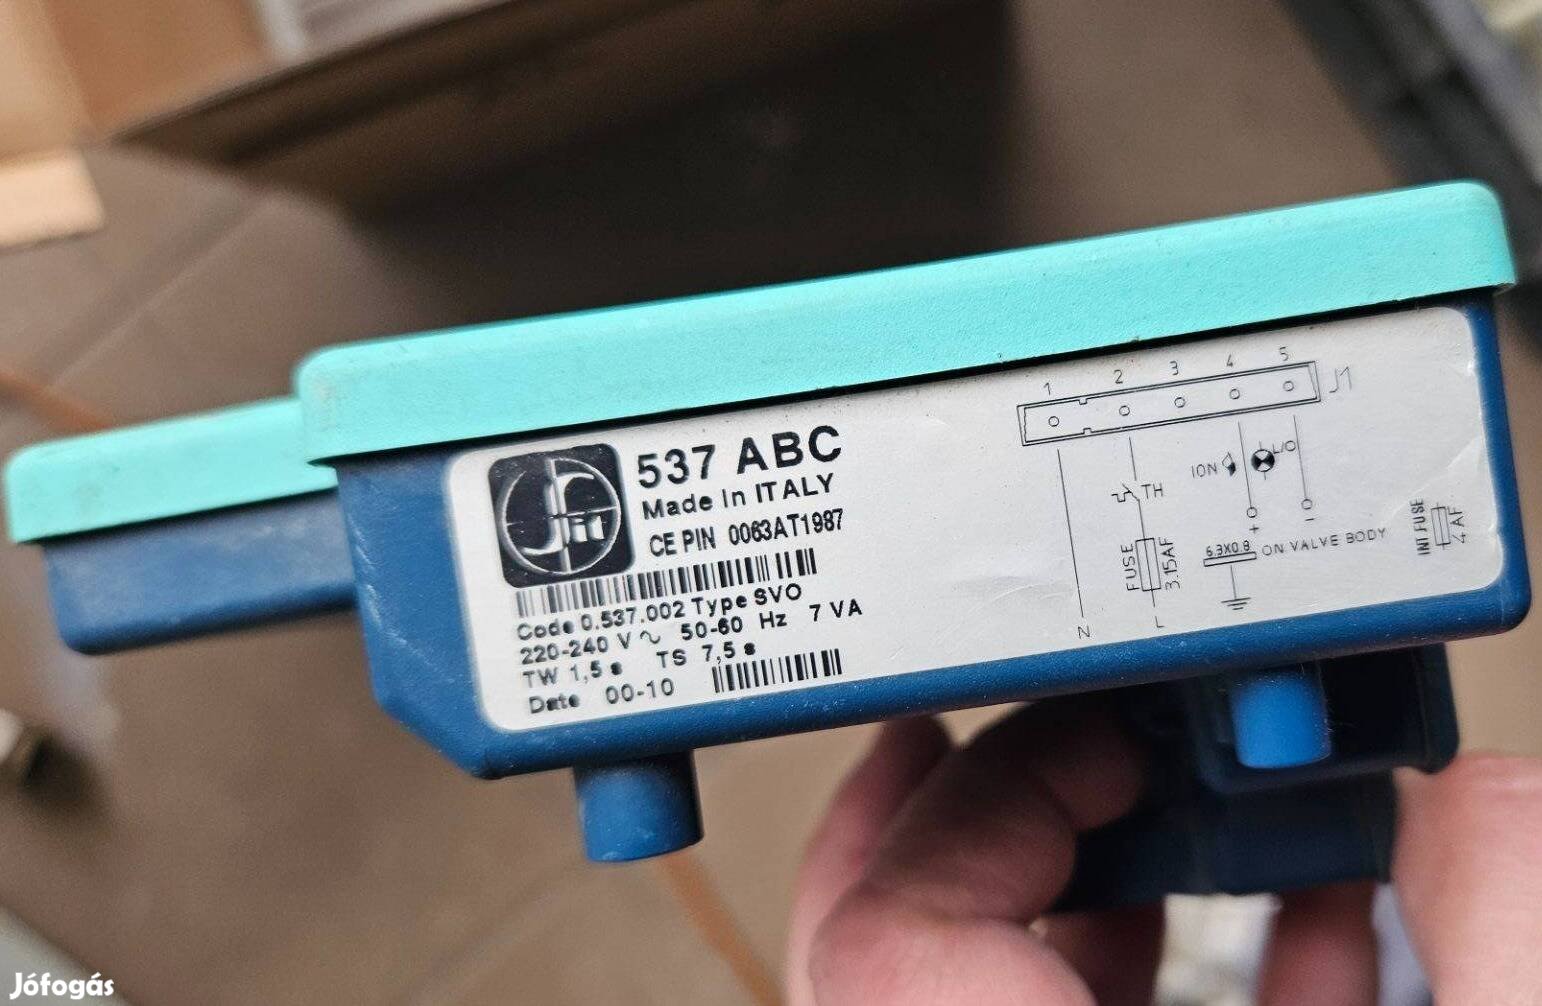 537 ABC
Made in ITALY
CE PIN 0063AT1987
Code 0.537.002 Type SVO
220-240 V ~ 50-60 Hz 7 VA
TW 1,5 s TS 7,5 s
Date 00-10
1 2 3 4 5 J1
TH
FUSE
3.15AF
N
L
ION
L/O
+
-
6.3X0.8
ON VALVE BODY
INT FUSE
4 AF
Jófogás